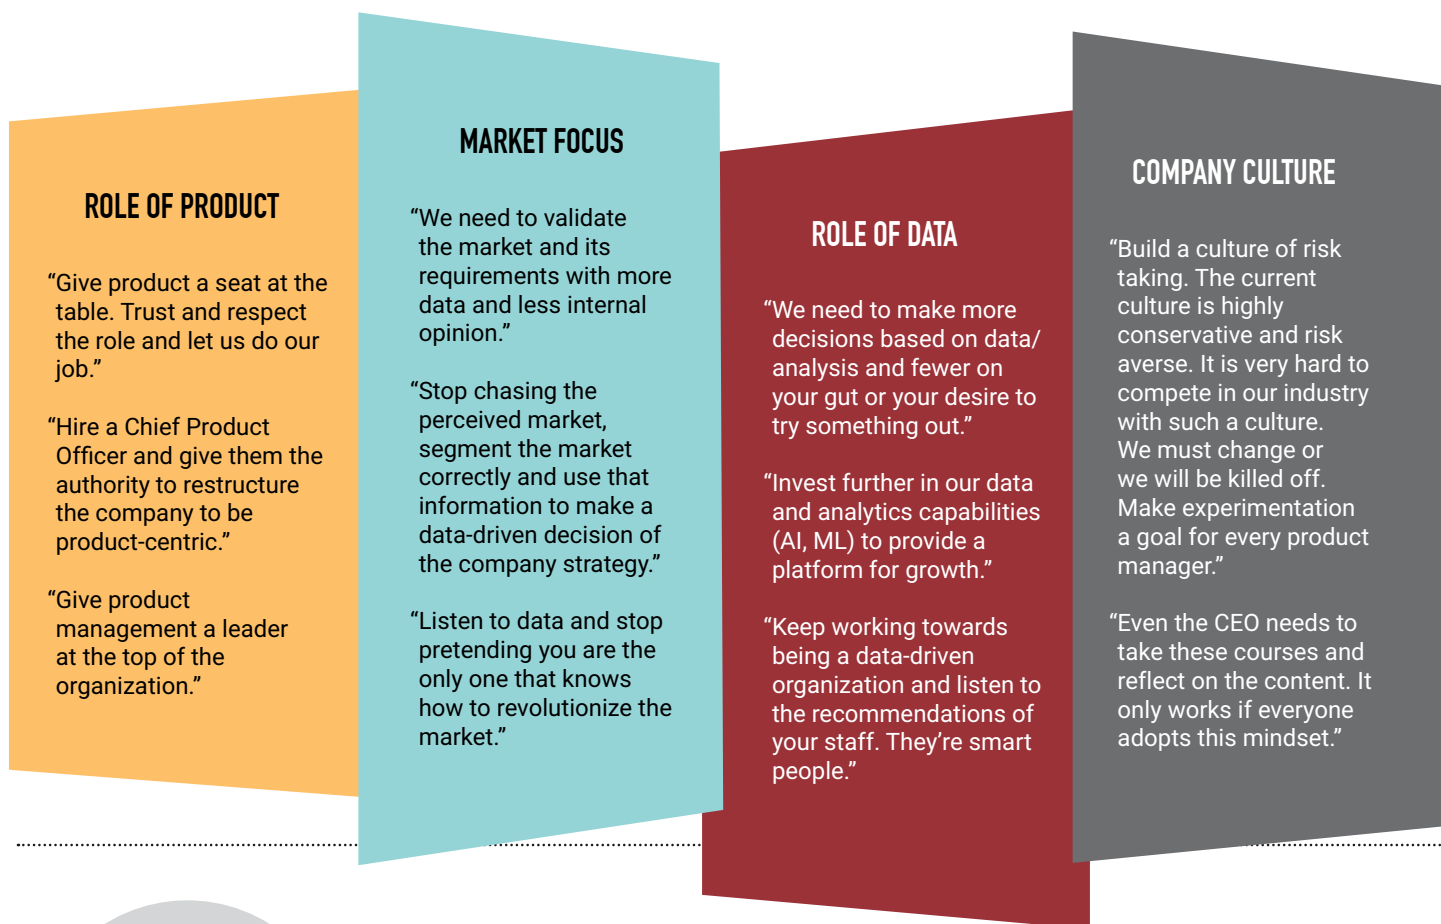 ROLE OF PRODUCT
“Give product a seat at the
table. Trust and respect
the role and let us do our
job.”
“Hire a Chief Product
Officer and give them the
authority to restructure
the company to be
product-centric.”
“Give product
management a leader
at the top of the
organization.”
MARKET FOCUS
“We need to validate
the market and its
requirements with more
data and less internal
opinion.”
“Stop chasing the
perceived market,
segment the market
correctly and use that
information to make a
data-driven decision of
the company strategy.”
“Listen to data and stop
pretending you are the
only one that knows
how to revolutionize the
market.”
ROLE OF DATA
“We need to make more
decisions based on data/
analysis and fewer on
your gut or your desire to
try something out.”
“Invest further in our data
and analytics capabilities
(AI, ML) to provide a
platform for growth.”
“Keep working towards
being a data-driven
organization and listen to
the recommendations of
your staff. They’re smart
people.”
COMPANY CULTURE
“Build a culture of risk
taking. The current
culture is highly
conservative and risk
averse. It is very hard to
compete in our industry
with such a culture.
We must change or
we will be killed off.
Make experimentation
a goal for every product
manager.”
“Even the CEO needs to
take these courses and
reflect on the content. It
only works if everyone
adopts this mindset.”